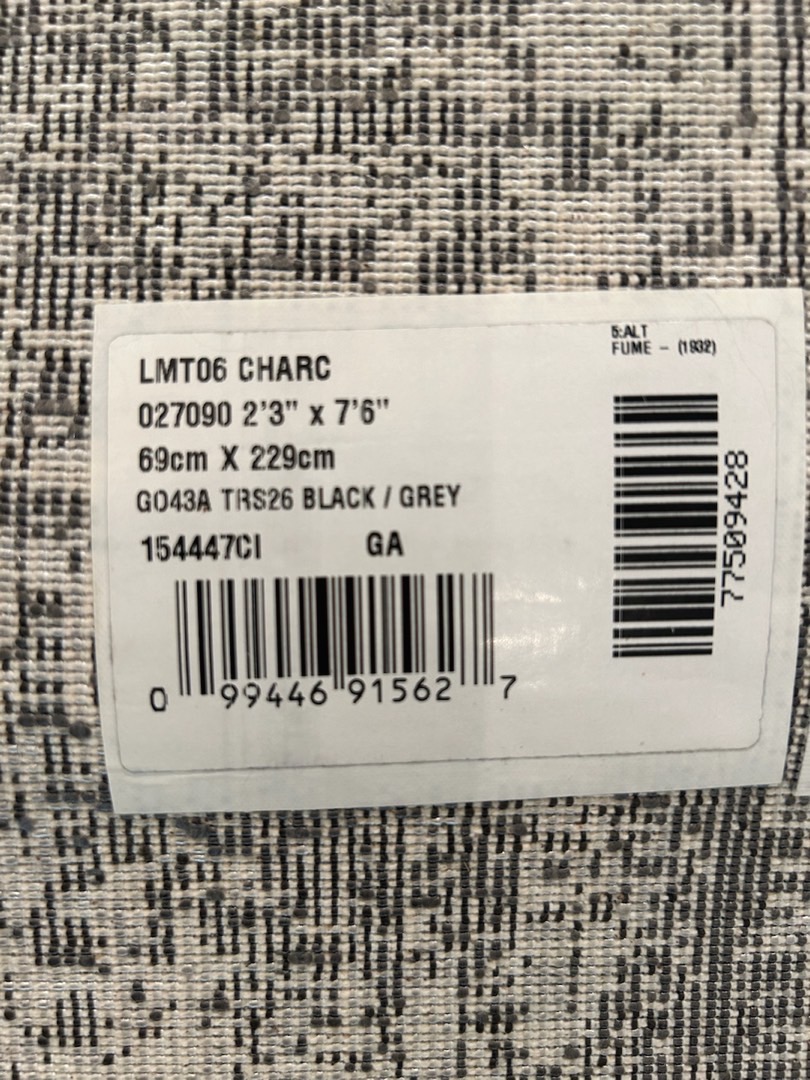 LMT06 CHARC
027090 2'3" x 7'6"
69cm X 229cm
G043A TRS26 BLACK / GREY
154447CI GA
0 99446 91562 7
5:ALT
FUME - (1932)
77509428